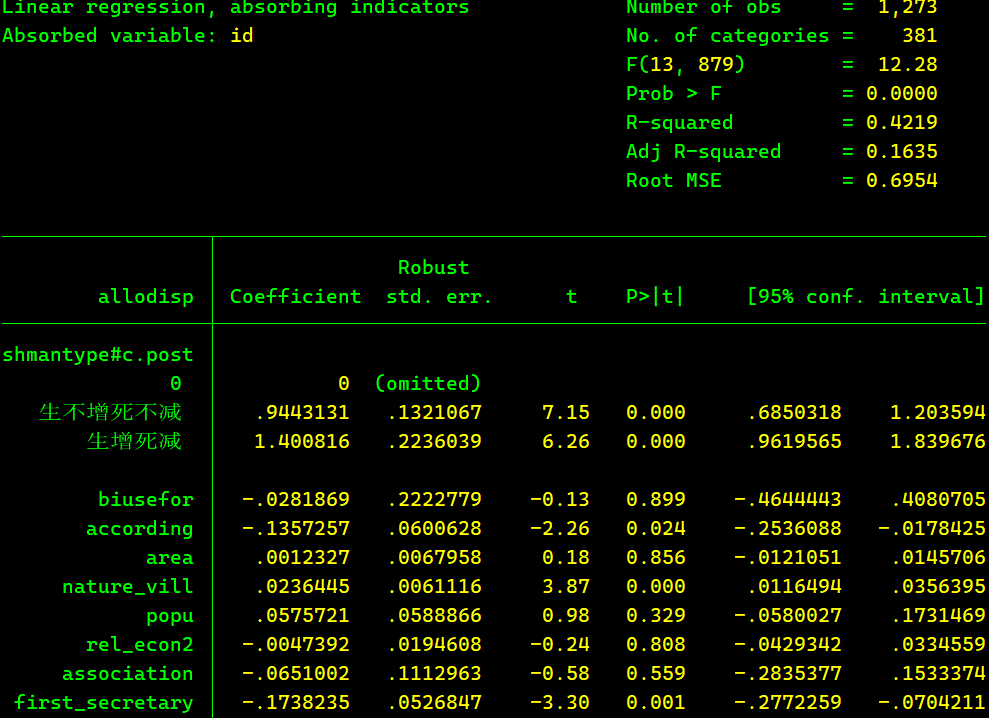 Linear regression, absorbing indicators Number of obs = 1,273
Absorbed variable: id No. of categories = 381
F(13, 879) = 12.28
Prob > F = 0.0000
R-squared = 0.4219
Adj R-squared = 0.1635
Root MSE = 0.6954
Robust
allodisp Coefficient std. err. t P>|t| [95% conf. interval]
shmantype#c.post
0 0 (omitted)
生不增死不减 .9443131 .1321067 7.15 0.000 .6850318 1.203594
生增死减 1.400816 .2236039 6.26 0.000 .9619565 1.839676
biusefor -.0281869 .2222779 -0.13 0.899 -.4644443 .4080705
according -.1357257 .0600628 -2.26 0.024 -.2536088 -.0178425
area .0012327 .0067958 0.18 0.856 -.0121051 .0145706
nature_vill .0236445 .0061116 3.87 0.000 .0116494 .0356395
popu .0575721 .0588866 0.98 0.329 -.0580027 .1731469
rel_econ2 -.0047392 .0194608 -0.24 0.808 -.0429342 .0334559
association -.0651002 .1112963 -0.58 0.559 -.2835377 .1533374
first_secretary -.1738235 .0526847 -3.30 0.001 -.2772259 -.0704211